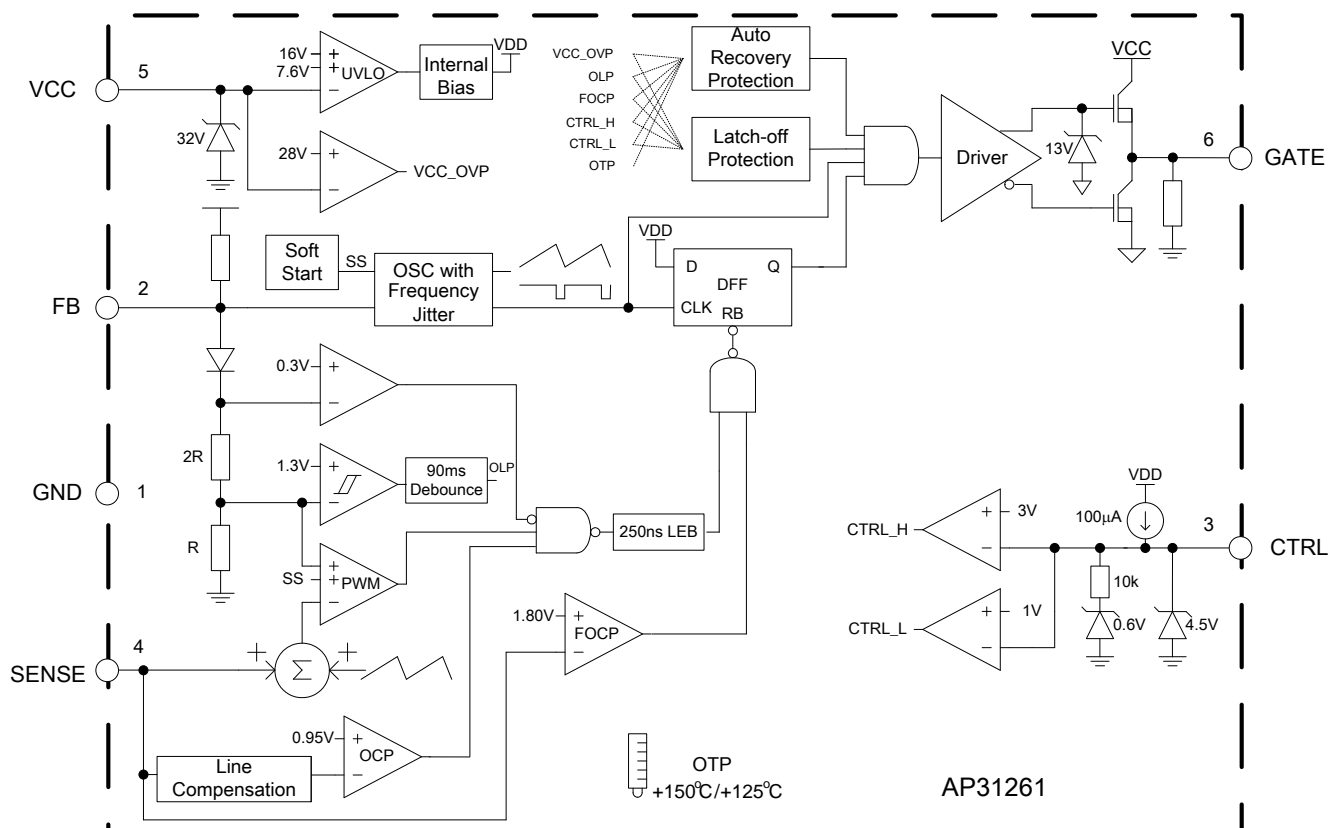 VCC
5
16V
7.6V
+
+
−
UVLO
Internal
Bias
VDD
32V
28V
+
−
VCC_OVP
VCC_OVP
OLP
FOCP
CTRL_H
CTRL_L
OTP
Auto
Recovery
Protection
Latch-off
Protection
Driver
VCC
13V
6
GATE
Soft
Start
SS
OSC with
Frequency
Jitter
VDD
D
Q
DFF
CLK
RB
FB
2
0.3V
+
−
2R
1.3V
+
−
90ms
Debounce
OLP
GND
1
R
SS
+
+
−
PWM
250ns LEB
CTRL_H
+
−
3V
VDD
100μA
3
CTRL
10k
0.6V
4.5V
CTRL_L
+
−
1V
1.80V
+
−
FOCP
SENSE
4
+
Σ
+
0.95V
+
−
OCP
Line
Compensation
OTP
+150°C/+125°C
AP31261